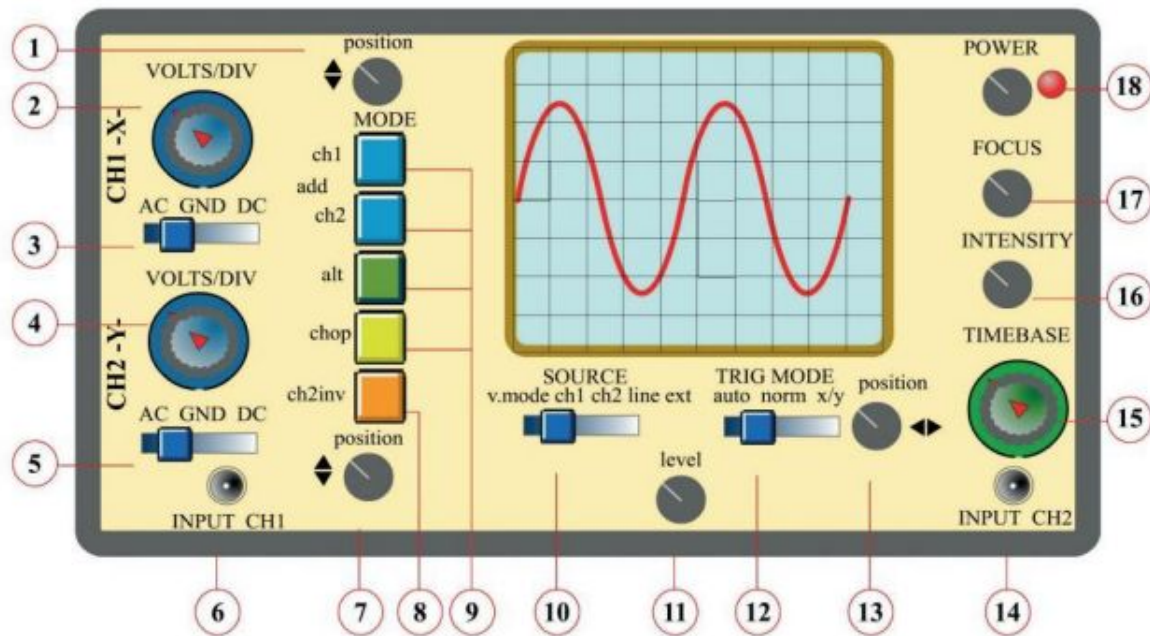 1
position
POWER
VOLTS/DIV
18
2
MODE
CH1 -X-
ch1
FOCUS
add
ch2
17
AC GND DC
3
INTENSITY
alt
VOLTS/DIV
16
4
chop
TIMEBASE
CH2 -Y-
SOURCE
TRIG MODE
position
ch2inv
v.mode ch1 ch2 line ext
auto norm x/y
AC GND DC
15
position
5
level
INPUT CH1
INPUT CH2
6
7
8
9
10
11
12
13
14